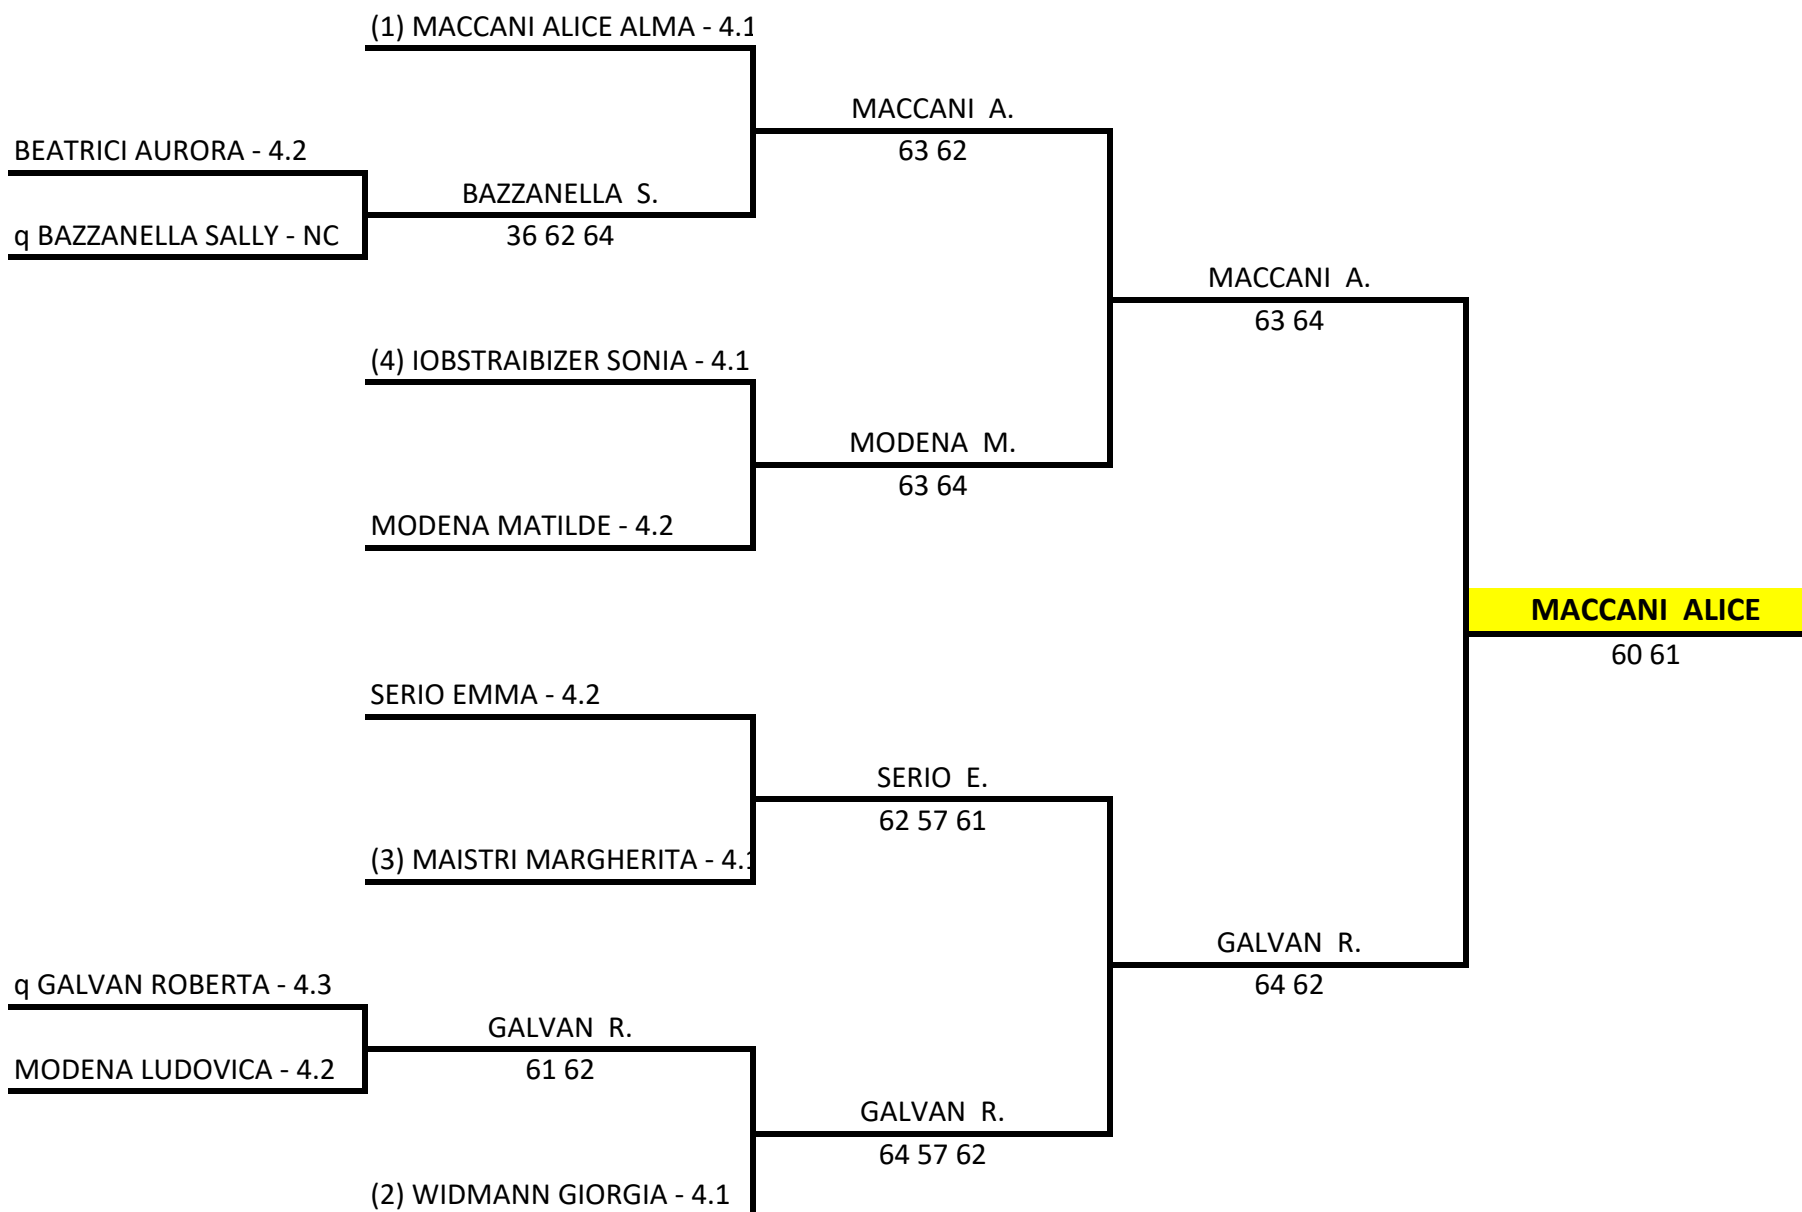 (1) MACCANI ALICE ALMA - 4.1
MACCANI A.
63 62
BEATRICI AURORA - 4.2
BAZZANELLA S.
36 62 64
q BAZZANELLA SALLY - NC
MACCANI A.
63 64
(4) IOBSTRAIBIZER SONIA - 4.1
MODENA M.
63 64
MODENA MATILDE - 4.2
MACCANI ALICE
60 61
SERIO EMMA - 4.2
SERIO E.
62 57 61
(3) MAISTRI MARGHERITA - 4.1
GALVAN R.
64 62
q GALVAN ROBERTA - 4.3
GALVAN R.
61 62
MODENA LUDOVICA - 4.2
GALVAN R.
64 57 62
(2) WIDMANN GIORGIA - 4.1